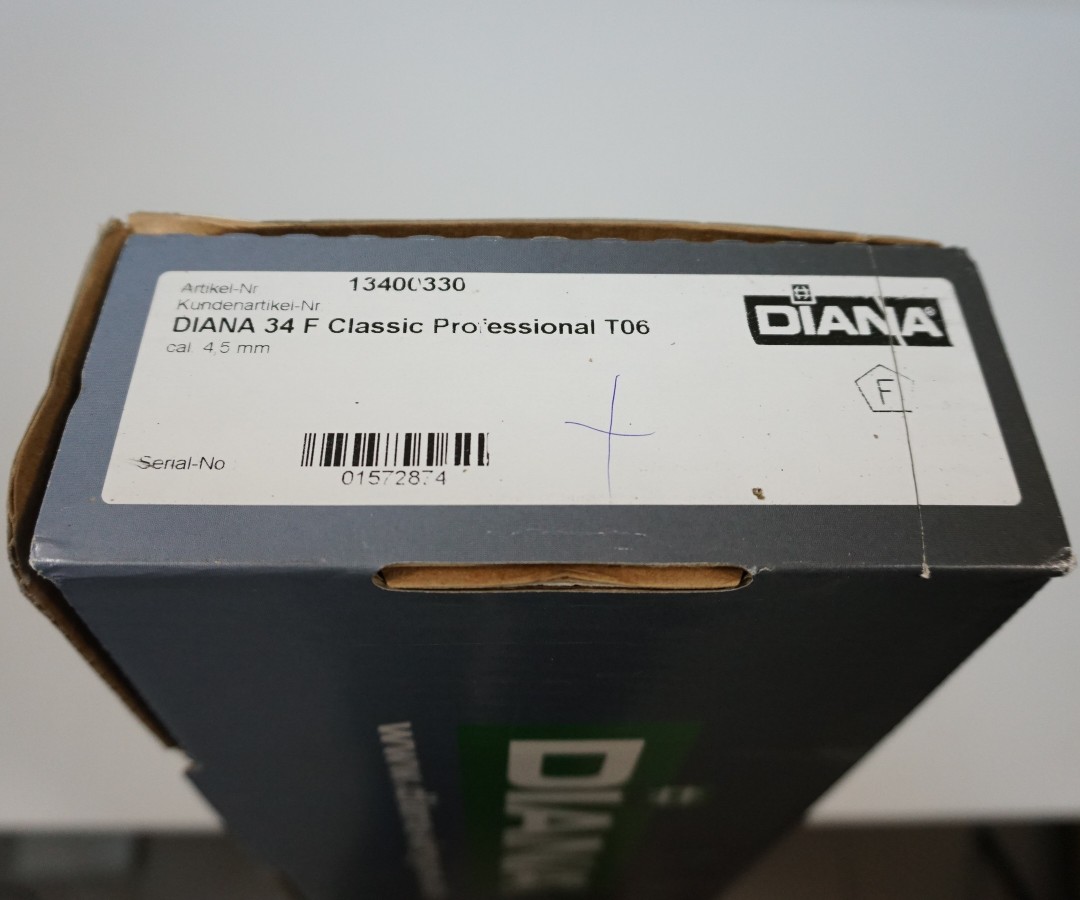 Artikel-Nr 13400330
Kundenartikel-Nr
DIANA 34 F Classic Professional T06
cal. 4,5 mm
DIANA®
F
Serial-No
01572874
DIANA